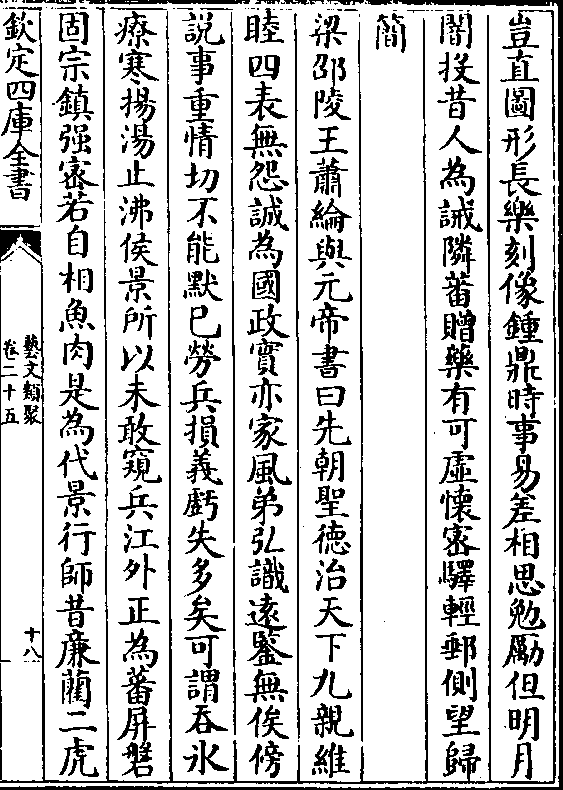 豈直圖形長樂刻像鍾鼎時事易差相思勉勵但明月
闇投昔人為誡隣蕃贈藥有可虛懷密驛輕郵側望歸
簡
梁邵陵王蕭綸與元帝書曰先朝聖徳治天下九親維
睦四表無怨誠為國政實亦家風弟弘識逺鑒無俟傍
説事重情切不能默已勞兵損義虧失多矣可謂吞氷
療寒揚湯止沸侯景所以未敢窺兵江外正為蕃屏磐
固宗鎮强宻若自相魚肉是為代景行師昔廉藺二虎
欽定四庫全書
藝文類聚
卷二十五
十八